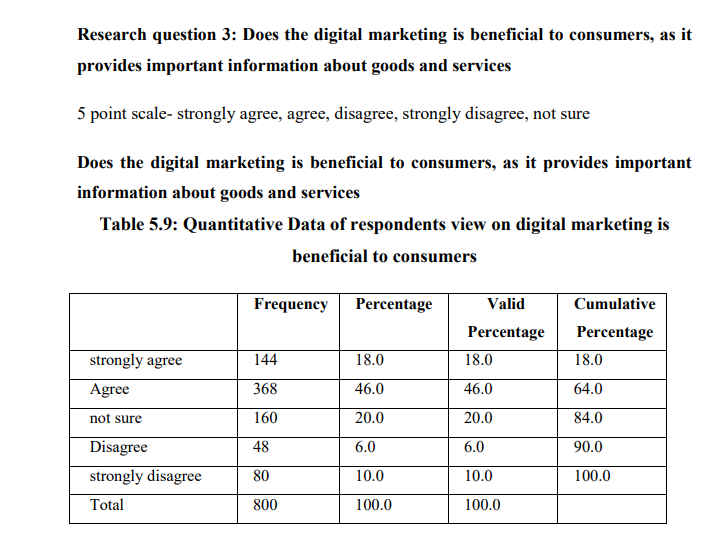 Research question 3: Does the digital marketing is beneficial to consumers, as it
provides important information about goods and services
5 point scale- strongly agree, agree, disagree, strongly disagree, not sure
Does the digital marketing is beneficial to consumers, as it provides important
information about goods and services
Table 5.9: Quantitative Data of respondents view on digital marketing is
beneficial to consumers
Frequency Percentage Valid Percentage Cumulative Percentage
strongly agree 144 18.0 18.0 18.0
Agree 368 46.0 46.0 64.0
not sure 160 20.0 20.0 84.0
Disagree 48 6.0 6.0 90.0
strongly disagree 80 10.0 10.0 100.0
Total 800 100.0 100.0